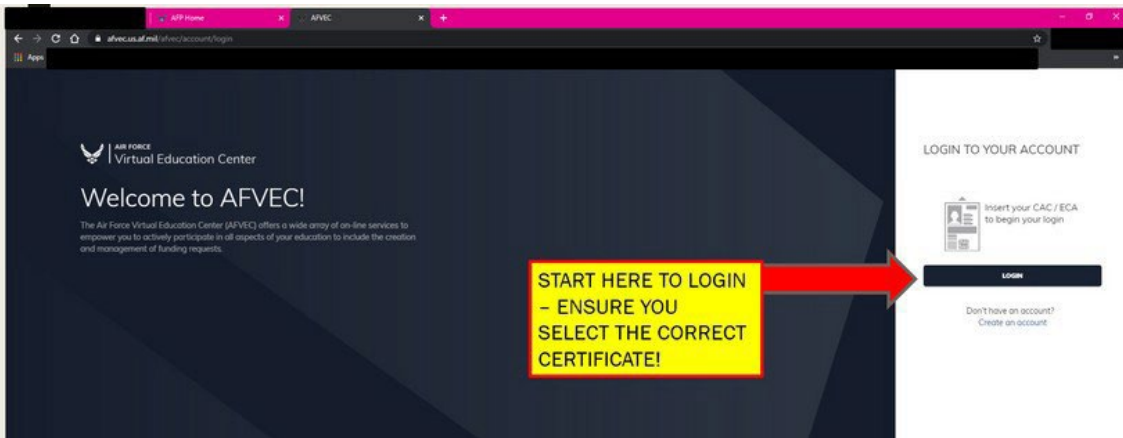 AFP Home
AFVEC
afvec.us.af.mil/afvec/account/login
Apps
AIR FORCE
Virtual Education Center
Welcome to AFVEC!
The Air Force Virtual Education Center (AFVEC) offers a wide array of on-line services to
empower you to actively participate in all aspects of your education to include the creation
and management of funding requests.
START HERE TO LOGIN
– ENSURE YOU
SELECT THE CORRECT
CERTIFICATE!
LOGIN TO YOUR ACCOUNT
Insert your CAC / ECA
to begin your login
LOGIN
Don't have an account?
Create an account